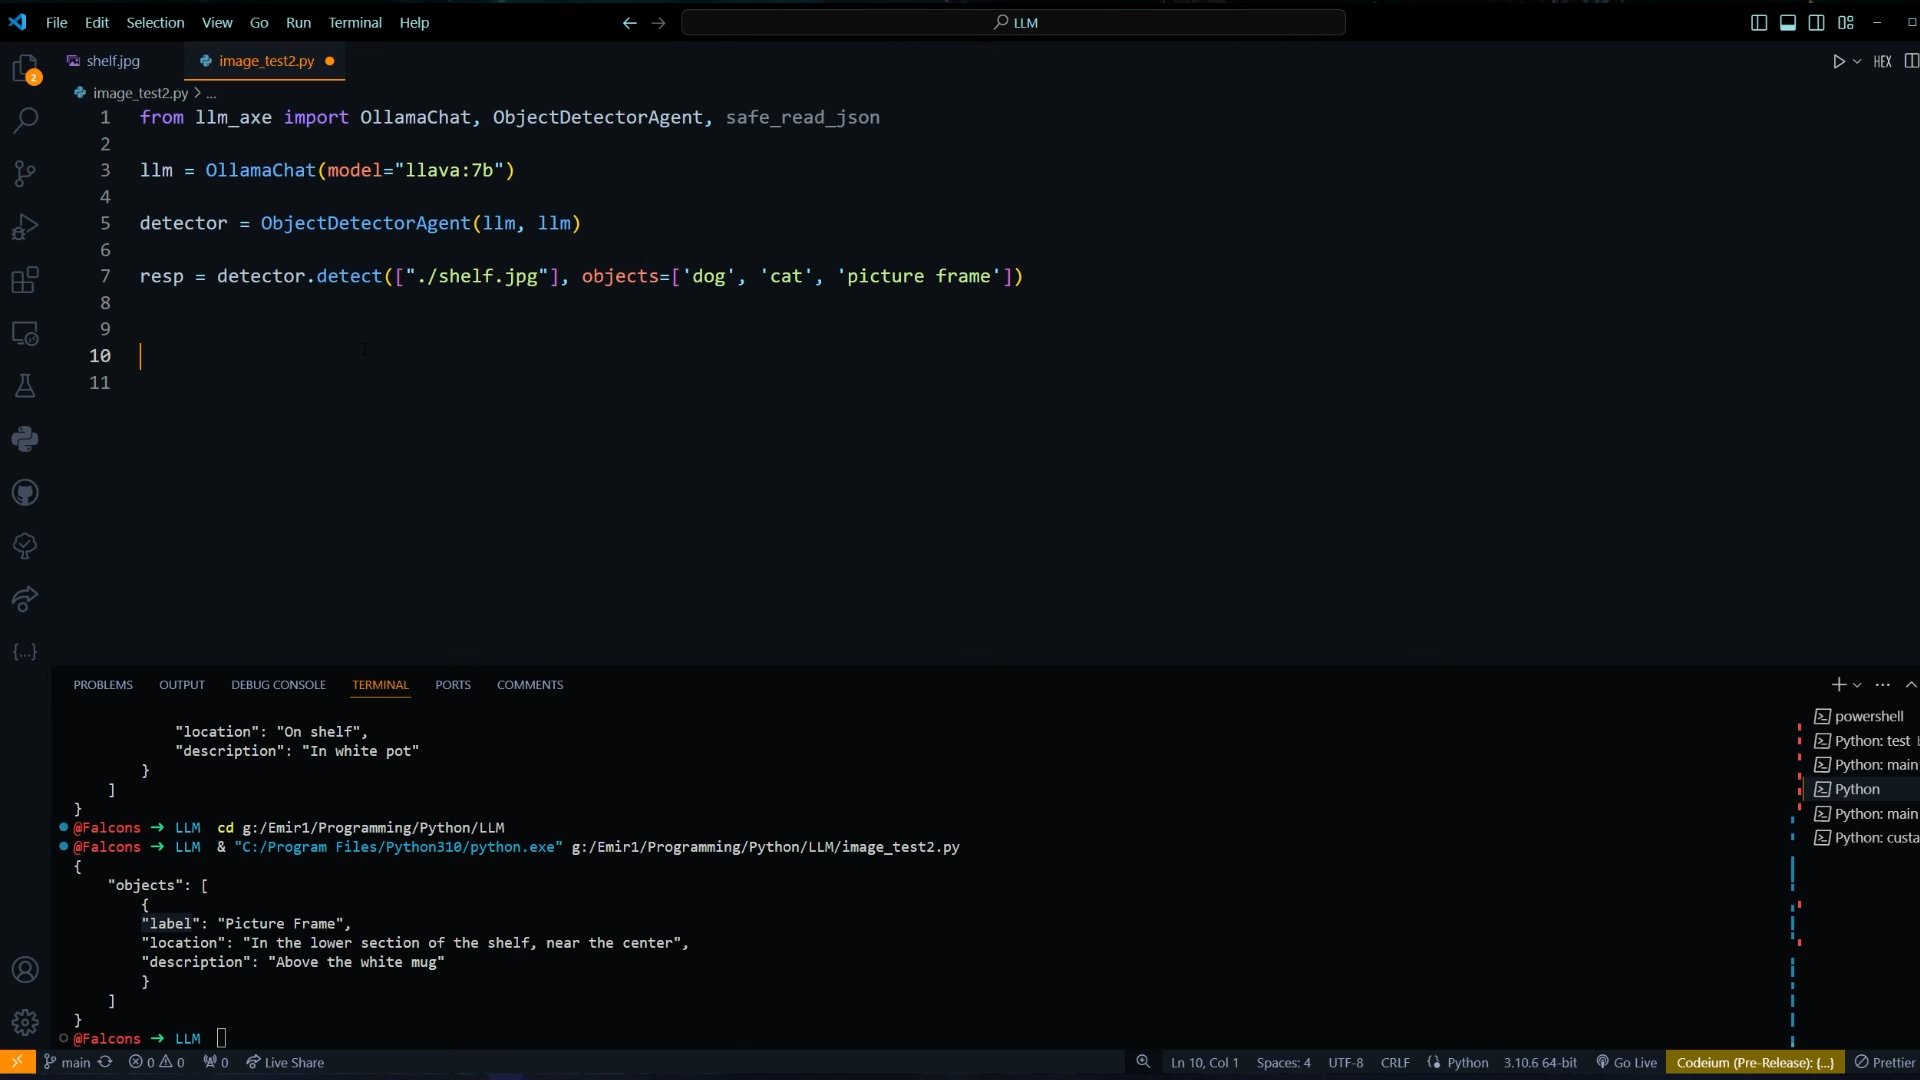 File Edit Selection View Go Run Terminal Help
LLM
shelf.jpg image_test2.py
HEX
image_test2.py > ...
1 from llm_axe import OllamaChat, ObjectDetectorAgent, safe_read_json
2
3 llm = OllamaChat(model="llava:7b")
4
5 detector = ObjectDetectorAgent(llm, llm)
6
7 resp = detector.detect(["./shelf.jpg"], objects=['dog', 'cat', 'picture frame'])
8
9
10
11
PROBLEMS OUTPUT DEBUG CONSOLE TERMINAL PORTS COMMENTS
"location": "On shelf",
"description": "In white pot"
}
]
}
@Falcons → LLM cd g:/Emir1/Programming/Python/LLM
@Falcons → LLM & "C:/Program Files/Python310/python.exe" g:/Emir1/Programming/Python/LLM/image_test2.py
{
"objects": [
{
"label": "Picture Frame",
"location": "In the lower section of the shelf, near the center",
"description": "Above the white mug"
}
]
}
@Falcons → LLM
powershell
Python: test
Python: main
Python
Python: main
Python: custa
2
{...}
main 0 0 0 Live Share
Ln 10, Col 1 Spaces: 4 UTF-8 CRLF Python 3.10.6 64-bit Go Live Codeium (Pre-Release): {...} Prettier